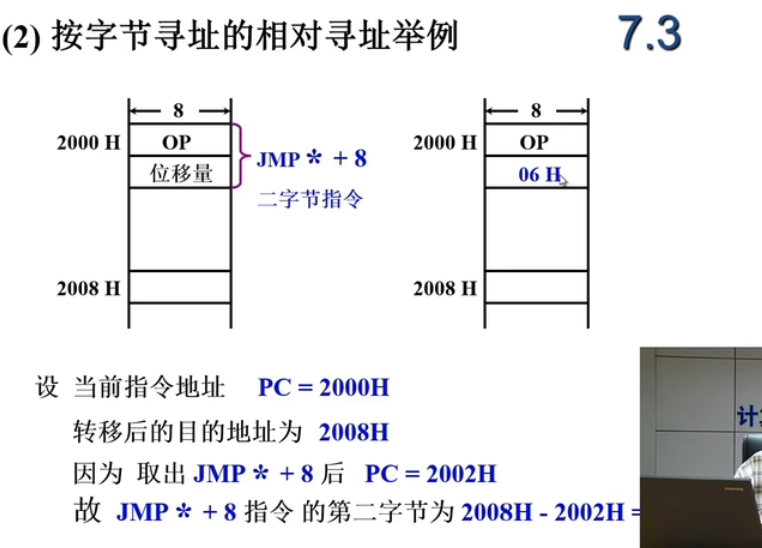 (2) 按字节寻址的相对寻址举例 7.3
8 8
2000 H OP 2000 H OP
位移量 JMP * + 8 06 H
二字节指令
2008 H 2008 H
设 当前指令地址 PC = 2000H
转移后的目的地址为 2008H
因为 取出 JMP * + 8 后 PC = 2002H
故 JMP * + 8 指令 的第二字节为 2008H - 2002H =